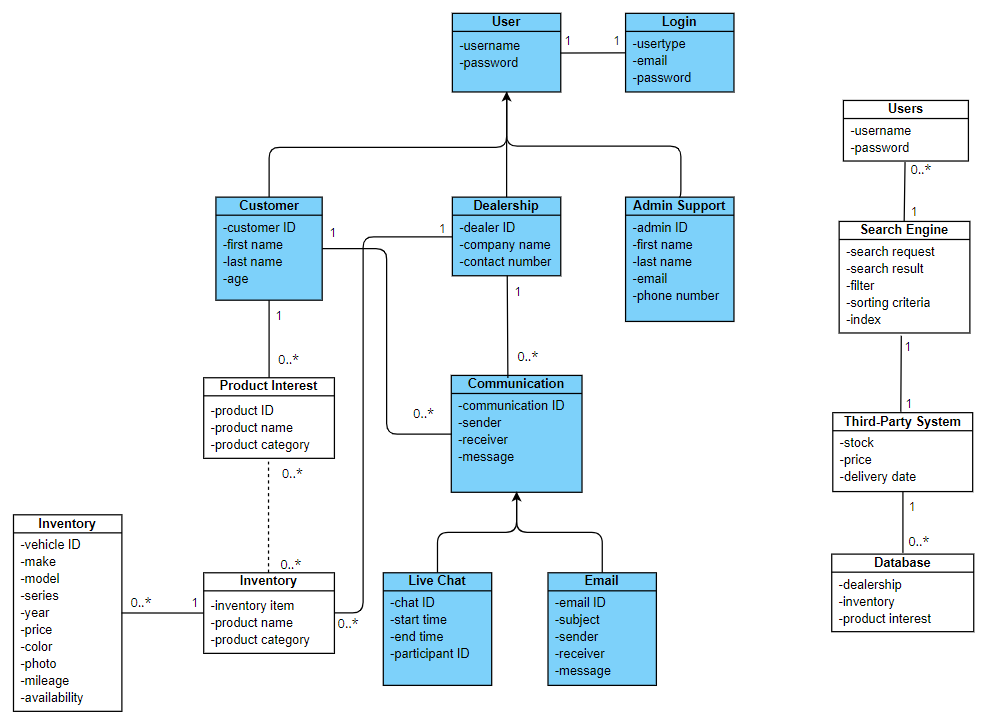 User
-username
-password
1
1
Login
-usertype
-email
-password
Customer
-customer ID
-first name
-last name
-age
1
1
Dealership
-dealer ID
-company name
-contact number
1
Admin Support
-admin ID
-first name
-last name
-email
-phone number
1
0..*
Product Interest
-product ID
-product name
-product category
0..*
0..*
0..*
Communication
-communication ID
-sender
-receiver
-message
0..*
Inventory
-vehicle ID
-make
-model
-series
-year
-price
-color
-photo
-mileage
-availability
0..*
1
Inventory
-inventory item
-product name
-product category
0..*
Live Chat
-chat ID
-start time
-end time
-participant ID
Email
-email ID
-subject
-sender
-receiver
-message
Users
-username
-password
0..*
1
Search Engine
-search request
-search result
-filter
-sorting criteria
-index
1
1
Third-Party System
-stock
-price
-delivery date
1
0..*
Database
-dealership
-inventory
-product interest